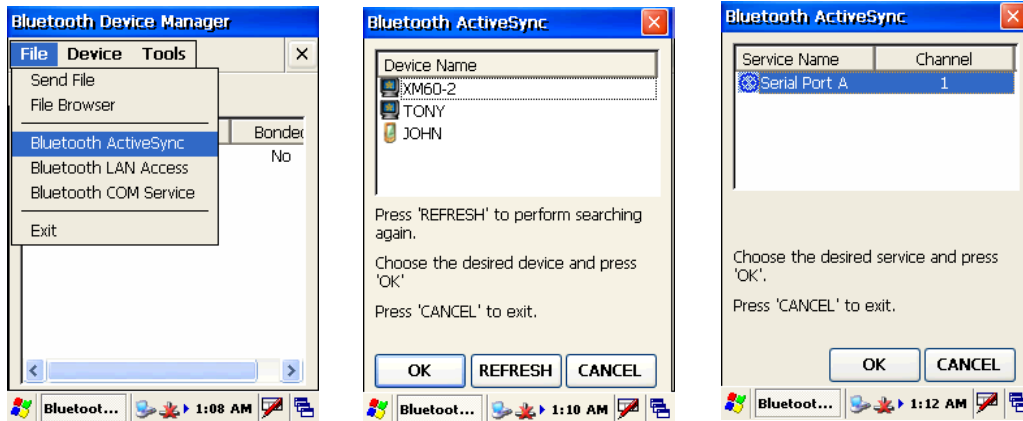 Bluetooth Device Manager
File Device Tools
Send File
File Browser
Bluetooth ActiveSync
Bluetooth LAN Access
Bluetooth COM Service
Exit
Bonded
No
Bluetoot... 1:08 AM
Bluetooth ActiveSync
Device Name
XM60-2
TONY
JOHN
Press 'REFRESH' to perform searching
again.
Choose the desired device and press
'OK'
Press 'CANCEL' to exit.
OK REFRESH CANCEL
Bluetoot... 1:10 AM
Bluetooth ActiveSync
Service Name Channel
Serial Port A 1
Choose the desired service and press
'OK'.
Press 'CANCEL' to exit.
OK CANCEL
Bluetoot... 1:12 AM